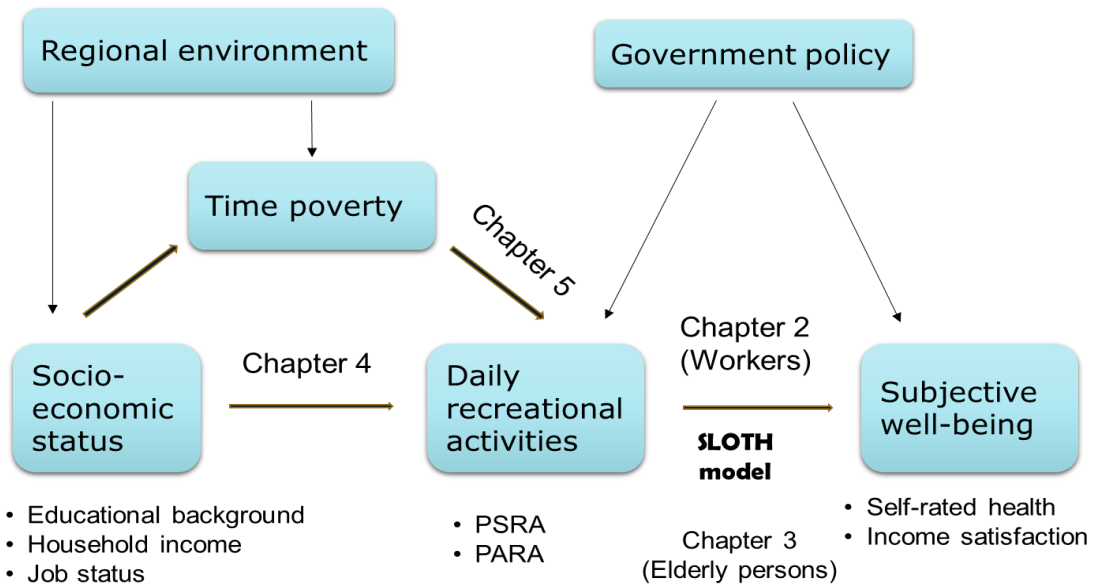 Regional environment
Government policy
Time poverty
Chapter 5
Chapter 4
Chapter 2
(Workers)
Socio-
economic
status
Daily
recreational
activities
Subjective
well-being
SLOTH
model
• Educational background
• Household income
• Job status
• PSRA
• PARA
Chapter 3
(Elderly persons)
• Self-rated health
• Income satisfaction